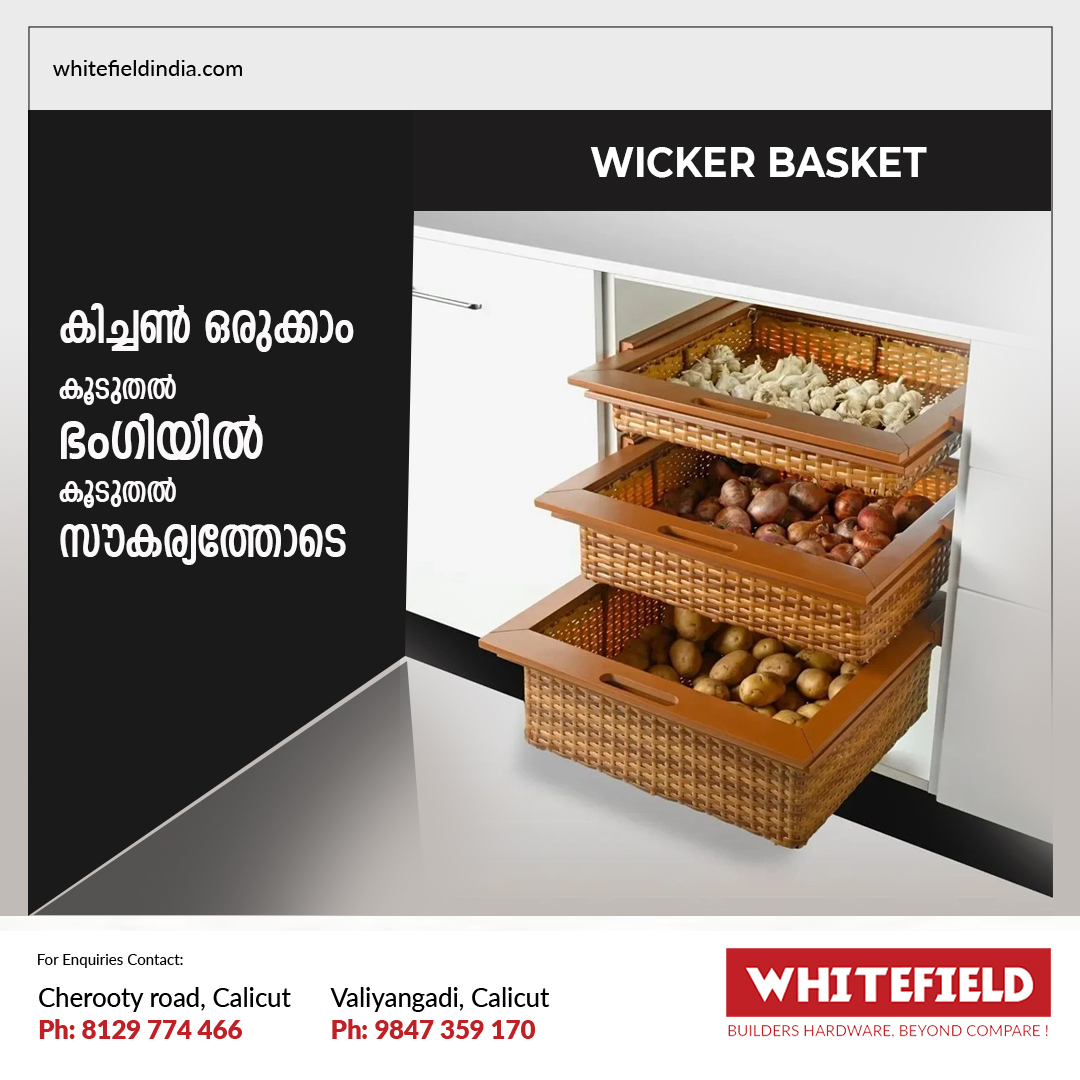 whitefieldindia.com
WICKER BASKET
കിച്ചൺ ഒരുക്കാം
കൂടുതൽ
ഭംഗിയിൽ
കൂടുതൽ
സൗകര്യത്തോടെ
For Enquiries Contact:
Cherooty road, Calicut
Ph: 8129 774 466
Valiyangadi, Calicut
Ph: 9847 359 170
WHITEFIELD
BUILDERS HARDWARE, BEYOND COMPARE !